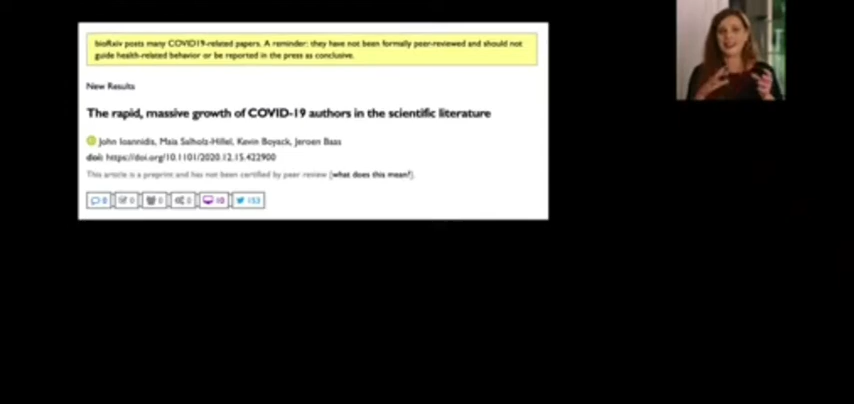 bioRxiv posts many COVID19-related papers. A reminder: they have not been formally peer-reviewed and should not
guide health-related behavior or be reported in the press as conclusive.
New Results
The rapid, massive growth of COVID-19 authors in the scientific literature
John Ioannidis, Maia Salholz-Hillel, Kevin Boyack, Jeroen Baas
doi: https://doi.org/10.1101/2020.12.15.422900
This article is a preprint and has not been certified by peer review [what does this mean?].
0 0 0 0 10 153